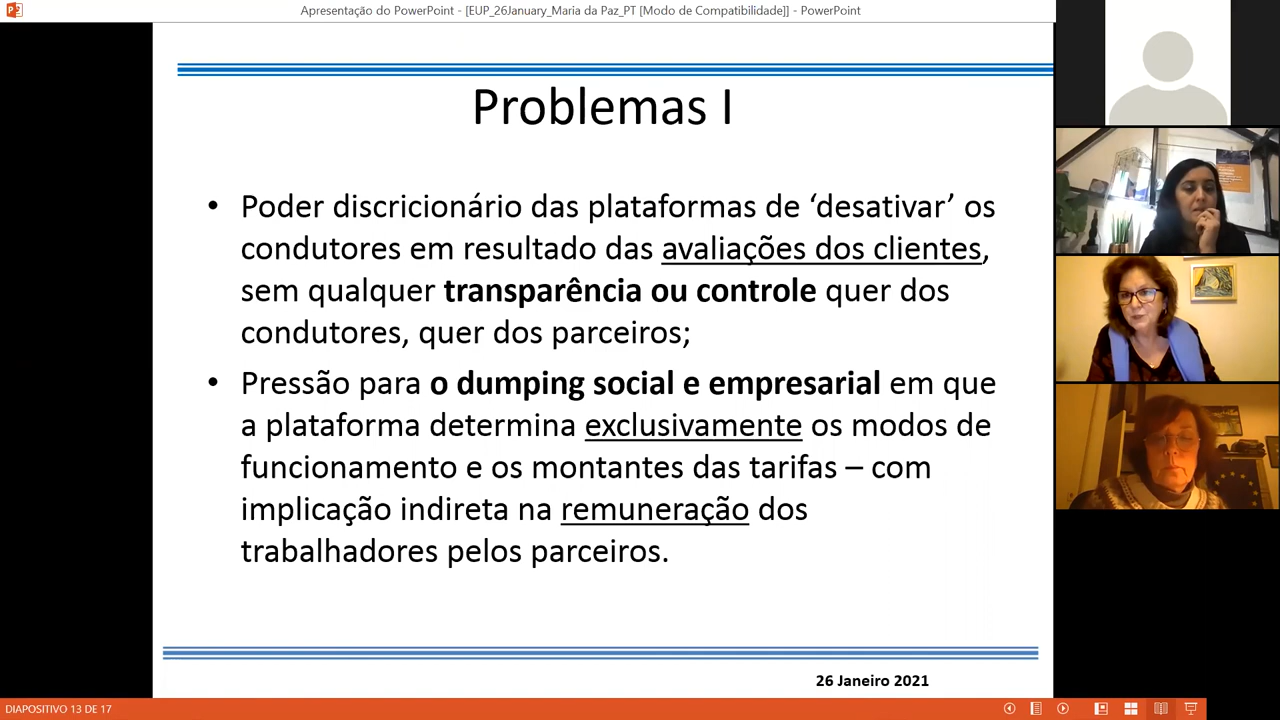 Apresentação do PowerPoint - [EUP_26January_Maria da Paz_PT [Modo de Compatibilidade]] - PowerPoint
Problemas I
• Poder discricionário das plataformas de ‘desativar’ os
condutores em resultado das avaliações dos clientes,
sem qualquer transparência ou controle quer dos
condutores, quer dos parceiros;
• Pressão para o dumping social e empresarial em que
a plataforma determina exclusivamente os modos de
funcionamento e os montantes das tarifas – com
implicação indireta na remuneração dos
trabalhadores pelos parceiros.
26 Janeiro 2021
DIAPOSITIVO 13 DE 17